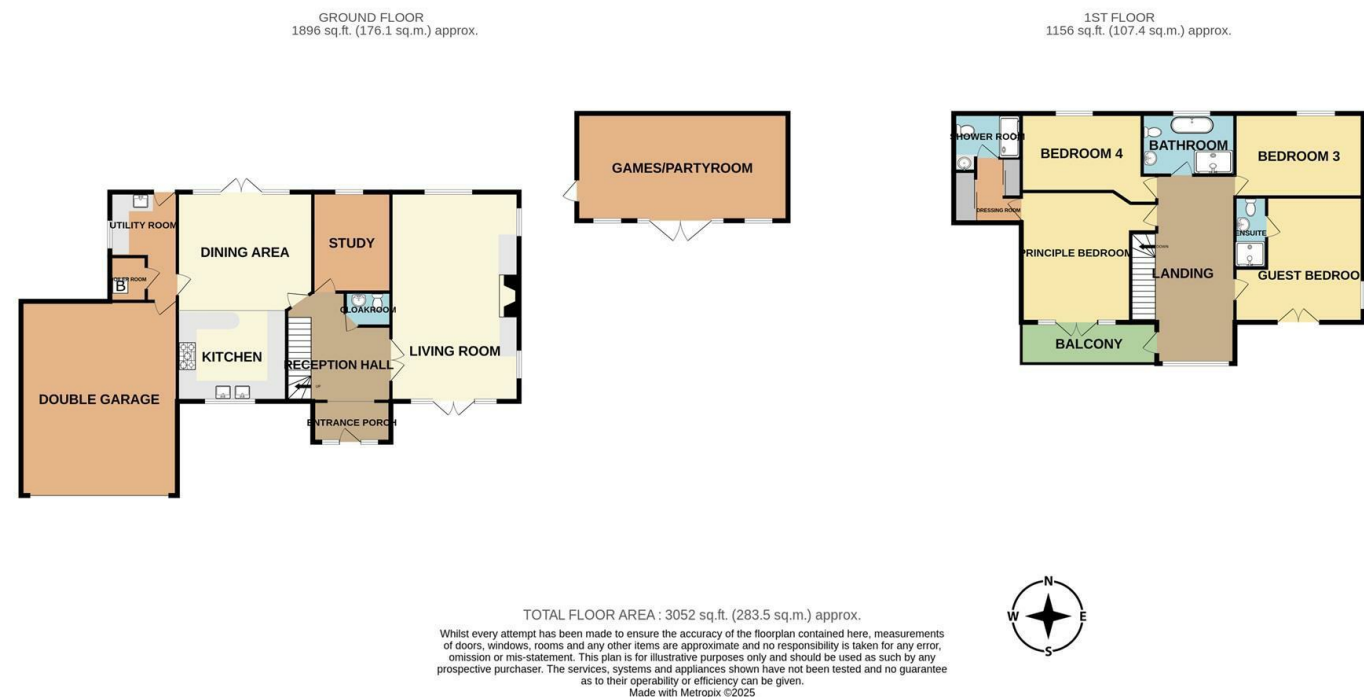 GROUND FLOOR
1896 sq.ft. (176.1 sq.m.) approx.
1ST FLOOR
1156 sq.ft. (107.4 sq.m.) approx.
UTILITY ROOM
ROOM
B
DINING AREA
STUDY
CLOAKROOM
KITCHEN
RECEPTION HALL
UP
LIVING ROOM
DOUBLE GARAGE
ENTRANCE PORCH
GAMES/PARTYROOM
SHOWER ROOM
BEDROOM 4
BATHROOM
BEDROOM 3
DRESSING ROOM
PRINCIPLE BEDROOM
ENSUITE
DOWN
LANDING
GUEST BEDROO
BALCONY
TOTAL FLOOR AREA : 3052 sq.ft. (283.5 sq.m.) approx.
Whilst every attempt has been made to ensure the accuracy of the floorplan contained here, measurements
of doors, windows, rooms and any other items are approximate and no responsibility is taken for any error,
omission or mis-statement. This plan is for illustrative purposes only and should be used as such by any
prospective purchaser. The services, systems and appliances shown have not been tested and no guarantee
as to their operability or efficiency can be given.
Made with Metropix ©2025
N
W E
S